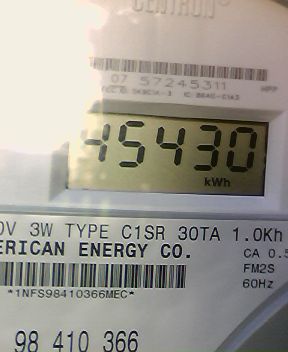 CENTRON
07 57245311 HPP
45430
kWh
0V 3W TYPE C1SR 30TA 1.0Kh
ERICAN ENERGY CO.
CA 0.5
FM2S
*1NFS98410366MEC*
60Hz
98 410 366